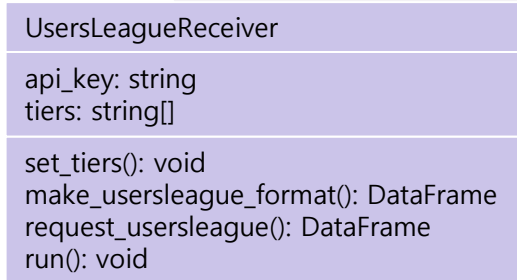 UsersLeagueReceiver
api_key: string
tiers: string[]
set_tiers(): void
make_usersleague_format(): DataFrame
request_usersleague(): DataFrame
run(): void